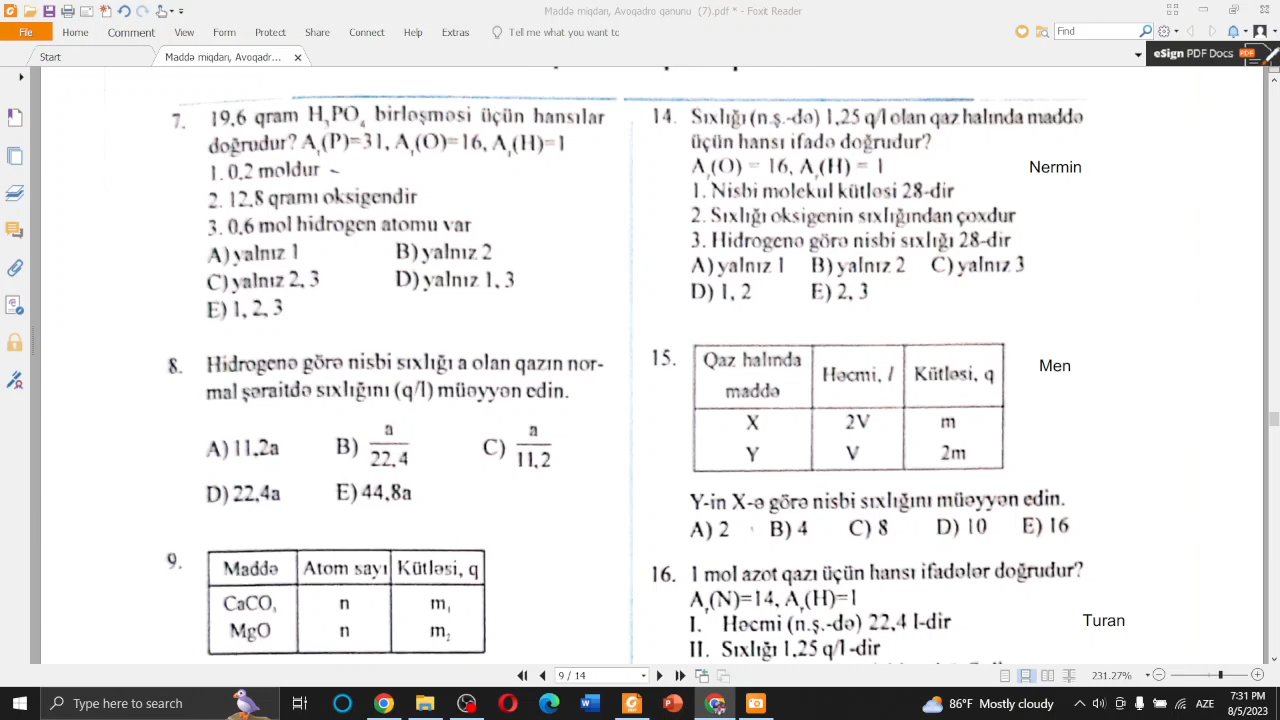 Maddə miqdarı, Avoqadro qanunu (7).pdf * - Foxit Reader
File Home Comment View Form Protect Share Connect Help Extras Tell me what you want to Find
Start Maddə miqdarı, Avoqadr... eSign PDF Docs
7. 19,6 qram H₃PO₄ birləşməsi üçün hansılar
doğrudur? Aᵣ(P)=31, Aᵣ(O)=16, Aᵣ(H)=1
1. 0,2 moldur
2. 12,8 qramı oksigendir
3. 0,6 mol hidrogen atomu var
A) yalnız 1 B) yalnız 2
C) yalnız 2, 3 D) yalnız 1, 3
E) 1, 2, 3
8. Hidrogenə görə nisbi sıxlığı a olan qazın nor-
mal şəraitdə sıxlığını (q/l) müəyyən edin.
A) 11,2a B) a/22,4 C) a/11,2
D) 22,4a E) 44,8a
9. Maddə Atom sayı Kütləsi, q
CaCO₃ n m₁
MgO n m₂
14. Sıxlığı (n.ş.-də) 1,25 q/l olan qaz halında maddə
üçün hansı ifadə doğrudur?
Aᵣ(O) = 16, Aᵣ(H) = 1
Nermin
1. Nisbi molekul kütləsi 28-dir
2. Sıxlığı oksigenin sıxlığından çoxdur
3. Hidrogenə görə nisbi sıxlığı 28-dir
A) yalnız 1 B) yalnız 2 C) yalnız 3
D) 1, 2 E) 2, 3
15. Qaz halında maddə Həcmi, l Kütləsi, q
Men
X 2V m
Y V 2m
Y-in X-ə görə nisbi sıxlığını müəyyən edin.
A) 2 B) 4 C) 8 D) 10 E) 16
16. 1 mol azot qazı üçün hansı ifadələr doğrudur?
Aᵣ(N)=14, Aᵣ(H)=1
I. Həcmi (n.ş.-də) 22,4 l-dir
Turan
II. Sıxlığı 1,25 q/l -dir
9 / 14 231.27%
Type here to search 86°F Mostly cloudy AZE 7:31 PM
8/5/2023